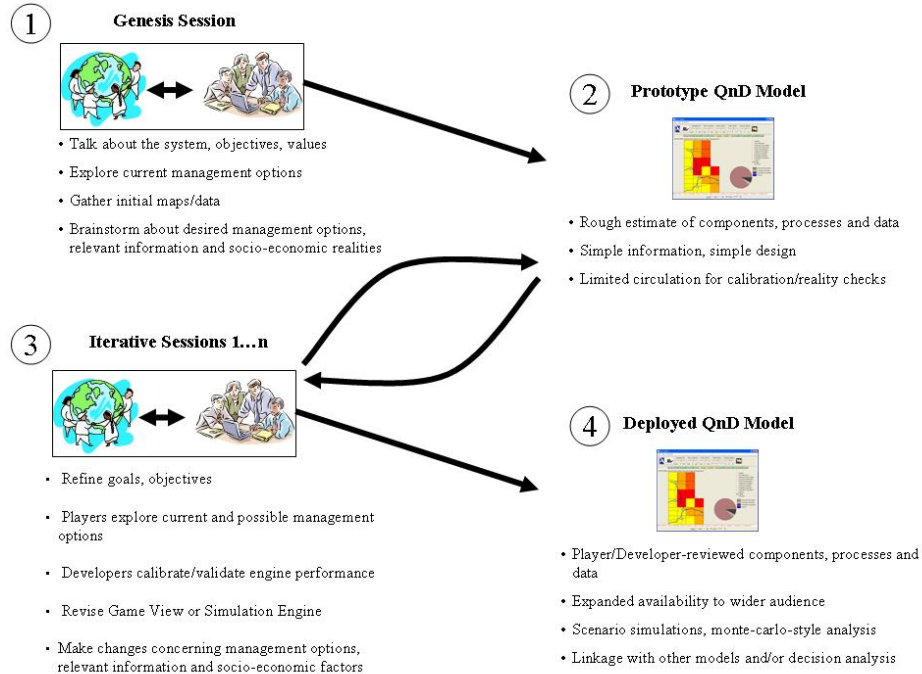 1
Genesis Session
• Talk about the system, objectives, values
• Explore current management options
• Gather initial maps/data
• Brainstorm about desired management options,
relevant information and socio-economic realities
2
Prototype QnD Model
• Rough estimate of components, processes and data
• Simple information, simple design
• Limited circulation for calibration/reality checks
3
Iterative Sessions 1...n
• Refine goals, objectives
• Players explore current and possible management
options
• Developers calibrate/validate engine performance
• Revise Game View or Simulation Engine
• Make changes concerning management options,
relevant information and socio-economic factors
4
Deployed QnD Model
• Player/Developer-reviewed components, processes and
data
• Expanded availability to wider audience
• Scenario simulations, monte-carlo-style analysis
• Linkage with other models and/or decision analysis